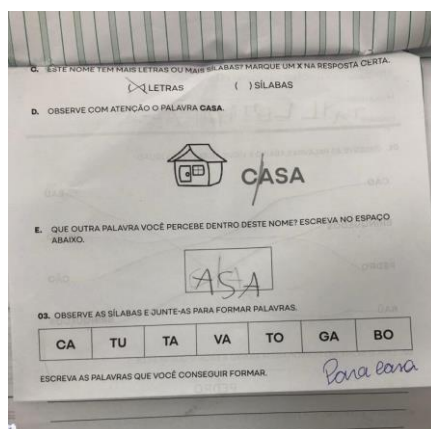 C. ESTE NOME TEM MAIS LETRAS OU MAIS SÍLABAS? MARQUE UM X NA RESPOSTA CERTA.
(X) LETRAS ( ) SÍLABAS
D. OBSERVE COM ATENÇÃO O PALAVRA CASA.
CASA
E. QUE OUTRA PALAVRA VOCÊ PERCEBE DENTRO DESTE NOME? ESCREVA NO ESPAÇO
ABAIXO.
ASA
03. OBSERVE AS SÍLABAS E JUNTE-AS PARA FORMAR PALAVRAS.
CA TU TA VA TO GA BO
ESCREVA AS PALAVRAS QUE VOCÊ CONSEGUIR FORMAR.
Para casa